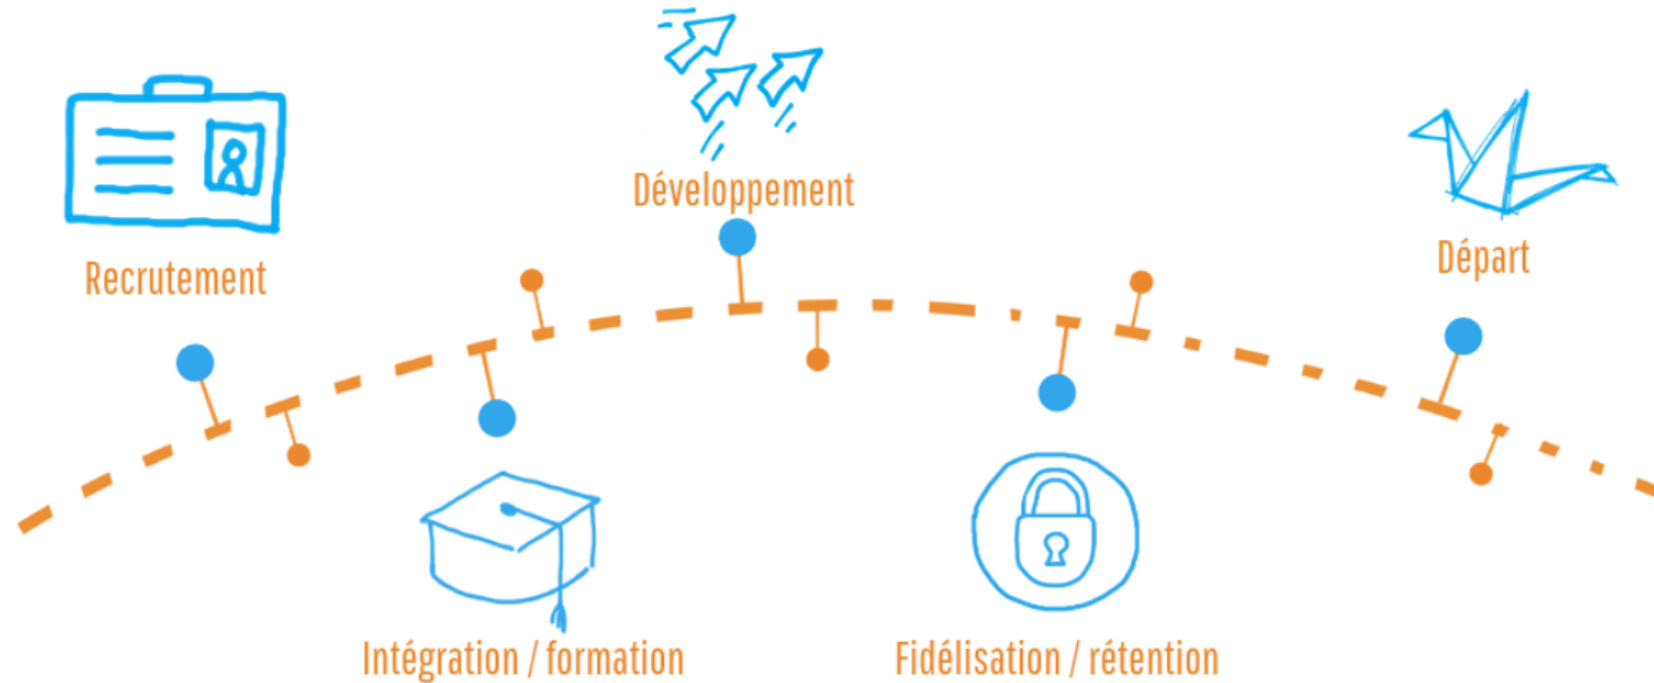 Recrutement
Intégration / formation
Développement
Fidélisation / rétention
Départ